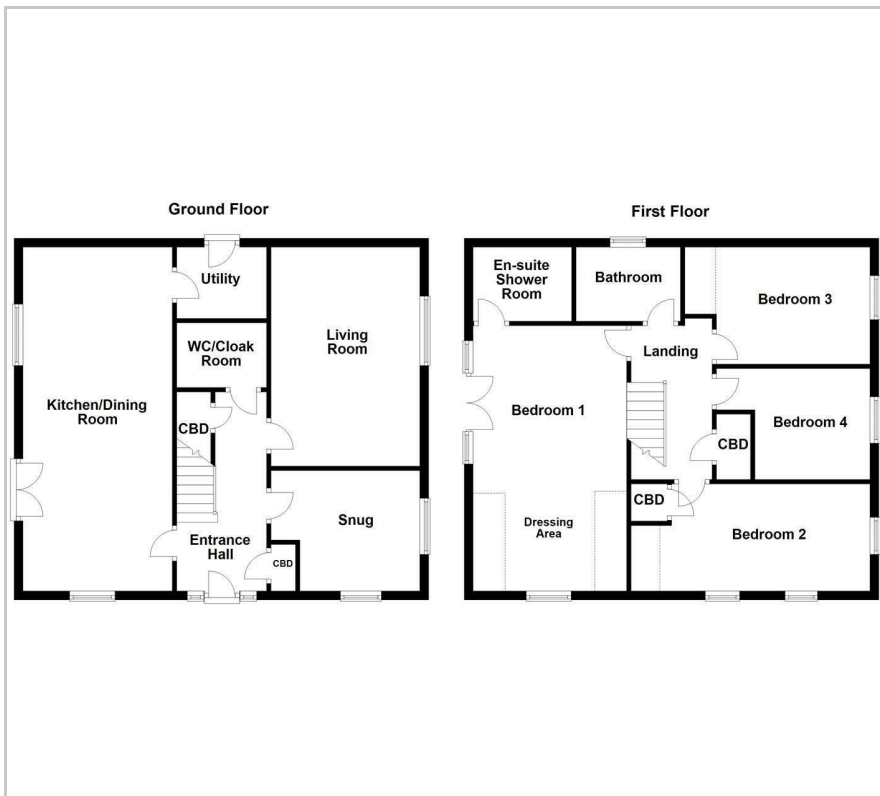 Ground Floor
Utility
WC/Cloak
Room
Living
Room
Kitchen/Dining
Room
CBD
Snug
Entrance
Hall
CBD
First Floor
En-suite
Shower
Room
Bathroom
Bedroom 3
Landing
Bedroom 1
Bedroom 4
CBD
CBD
Dressing
Area
Bedroom 2